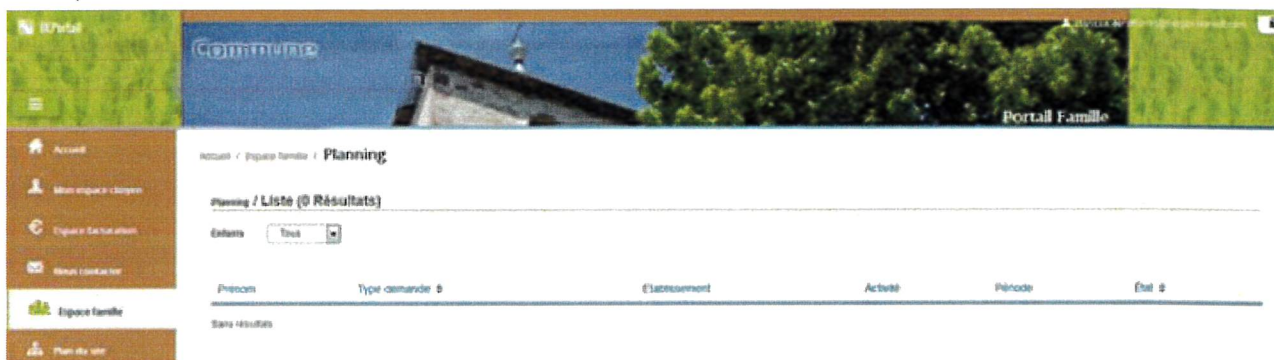 Commune
Portail Famille
Accueil
Accueil / Espace famille / Planning
Mon espace citoyen
Planning / Liste (0 Résultats)
Espace facturation
Enfants Tous
Nous contacter
Prénom Type demande Etablissement Activité Période État
Espace famille
Sans résultats
Plan du site